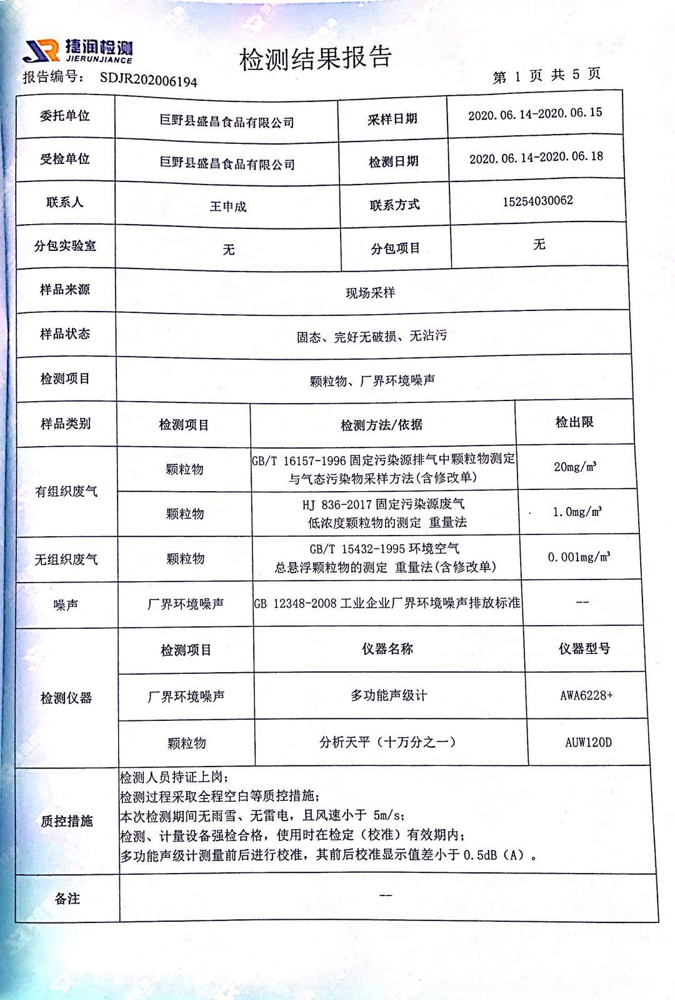 捷润检测
JIERUNJIANCE
检测结果报告
报告编号： SDJR202006194
第 1 页 共 5 页
委托单位 巨野县盛昌食品有限公司 采样日期 2020.06.14-2020.06.15
受检单位 巨野县盛昌食品有限公司 检测日期 2020.06.14-2020.06.18
联系人 王申成 联系方式 15254030062
分包实验室 无 分包项目 无
样品来源 现场采样
样品状态 固态、完好无破损、无沾污
检测项目 颗粒物、厂界环境噪声
样品类别 检测项目 检测方法/依据 检出限
有组织废气
颗粒物
GB/T 16157-1996 固定污染源排气中颗粒物测定
与气态污染物采样方法(含修改单)
20mg/m³
颗粒物
HJ 836-2017 固定污染源废气
低浓度颗粒物的测定 重量法
1.0mg/m³
无组织废气
颗粒物
GB/T 15432-1995 环境空气
总悬浮颗粒物的测定 重量法(含修改单)
0.001mg/m³
噪声 厂界环境噪声 GB 12348-2008 工业企业厂界环境噪声排放标准 --
检测仪器
检测项目 仪器名称 仪器型号
厂界环境噪声 多功能声级计 AWA6228+
颗粒物 分析天平（十万分之一） AUW120D
质控措施
检测人员持证上岗；
检测过程采取全程空白等质控措施；
本次检测期间无雨雪、无雷电，且风速小于 5m/s；
检测、计量设备强检合格，使用时在检定（校准）有效期内；
多功能声级计测量前后进行校准，其前后校准显示值差小于 0.5dB（A）。
备注 --